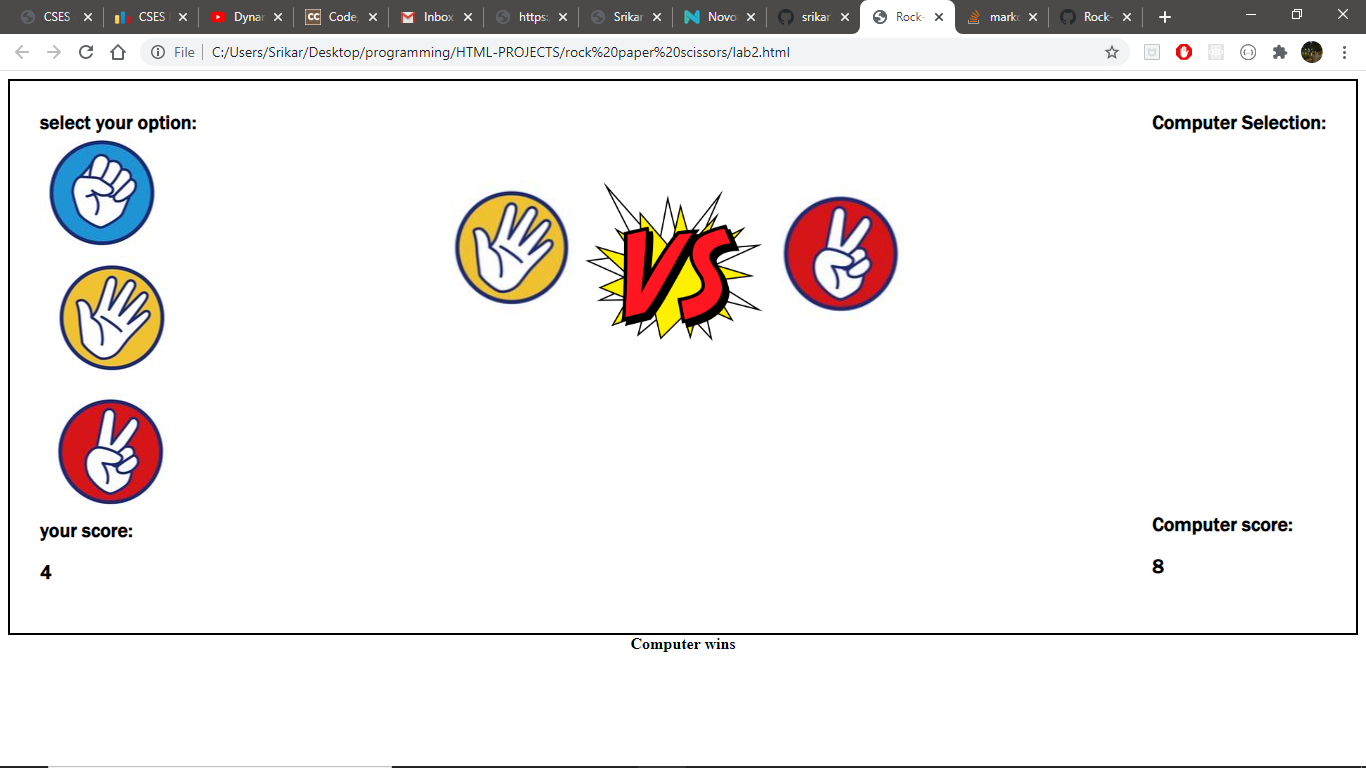 CSES
CSES
Dynar
Code,
Inbox
https:
Srikar
Novo
srikar
Rock-
marke
Rock-
File
C:/Users/Srikar/Desktop/programming/HTML-PROJECTS/rock%20paper%20scissors/lab2.html
select your option:
Computer Selection:
VS
your score:
Computer score:
4
8
Computer wins